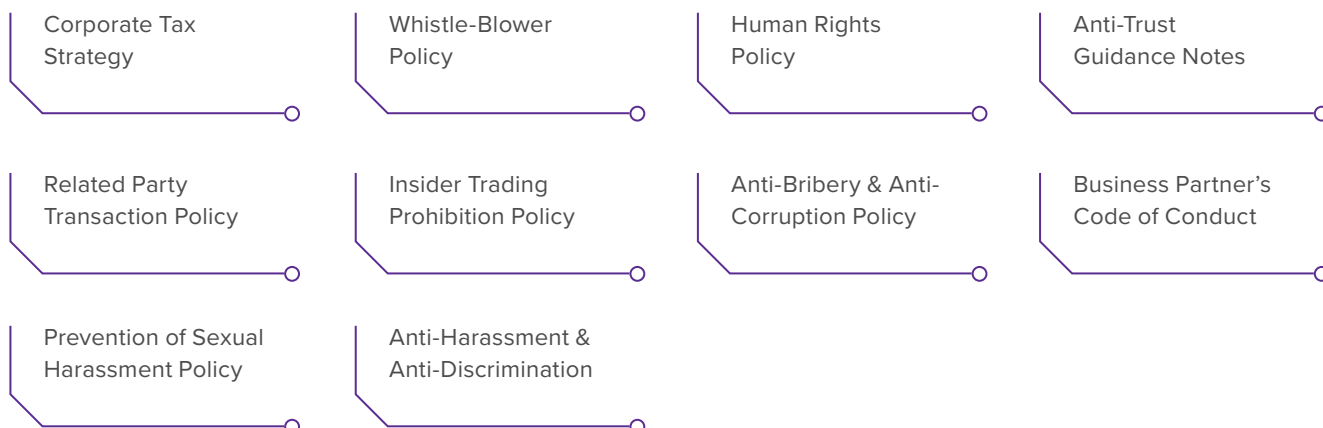 Corporate Tax
Strategy
Whistle-Blower
Policy
Human Rights
Policy
Anti-Trust
Guidance Notes
Related Party
Transaction Policy
Insider Trading
Prohibition Policy
Anti-Bribery & Anti-
Corruption Policy
Business Partner’s
Code of Conduct
Prevention of Sexual
Harassment Policy
Anti-Harassment &
Anti-Discrimination